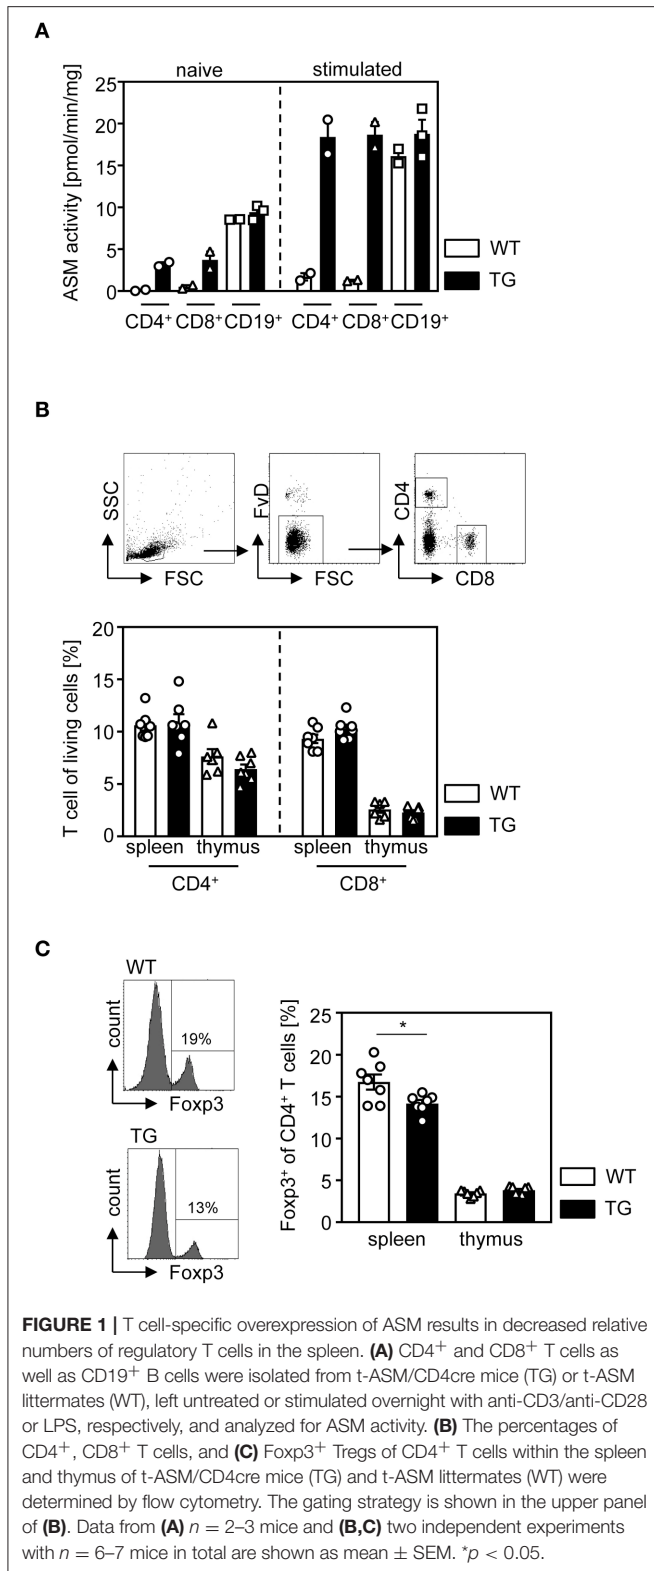 A
naive
stimulated
ASM activity [pmol/min/mg]
25
20
15
10
5
0
CD4⁺ CD8⁺ CD19⁺ CD4⁺ CD8⁺ CD19⁺
WT
TG
B
SSC
FSC
FvD
FSC
CD4
CD8
T cell of living cells [%]
20
15
10
5
0
spleen thymus spleen thymus
CD4⁺ CD8⁺
WT
TG
C
WT
count
19%
Foxp3
TG
count
13%
Foxp3
Foxp3⁺ of CD4⁺ T cells [%]
25
20
15
10
5
0
*
spleen thymus
WT
TG
FIGURE 1 | T cell-specific overexpression of ASM results in decreased relative
numbers of regulatory T cells in the spleen. (A) CD4⁺ and CD8⁺ T cells as
well as CD19⁺ B cells were isolated from t-ASM/CD4cre mice (TG) or t-ASM
littermates (WT), left untreated or stimulated overnight with anti-CD3/anti-CD28
or LPS, respectively, and analyzed for ASM activity. (B) The percentages of
CD4⁺, CD8⁺ T cells, and (C) Foxp3⁺ Tregs of CD4⁺ T cells within the spleen
and thymus of t-ASM/CD4cre mice (TG) and t-ASM littermates (WT) were
determined by flow cytometry. The gating strategy is shown in the upper panel
of (B). Data from (A) n = 2–3 mice and (B,C) two independent experiments
with n = 6–7 mice in total are shown as mean ± SEM. *p < 0.05.